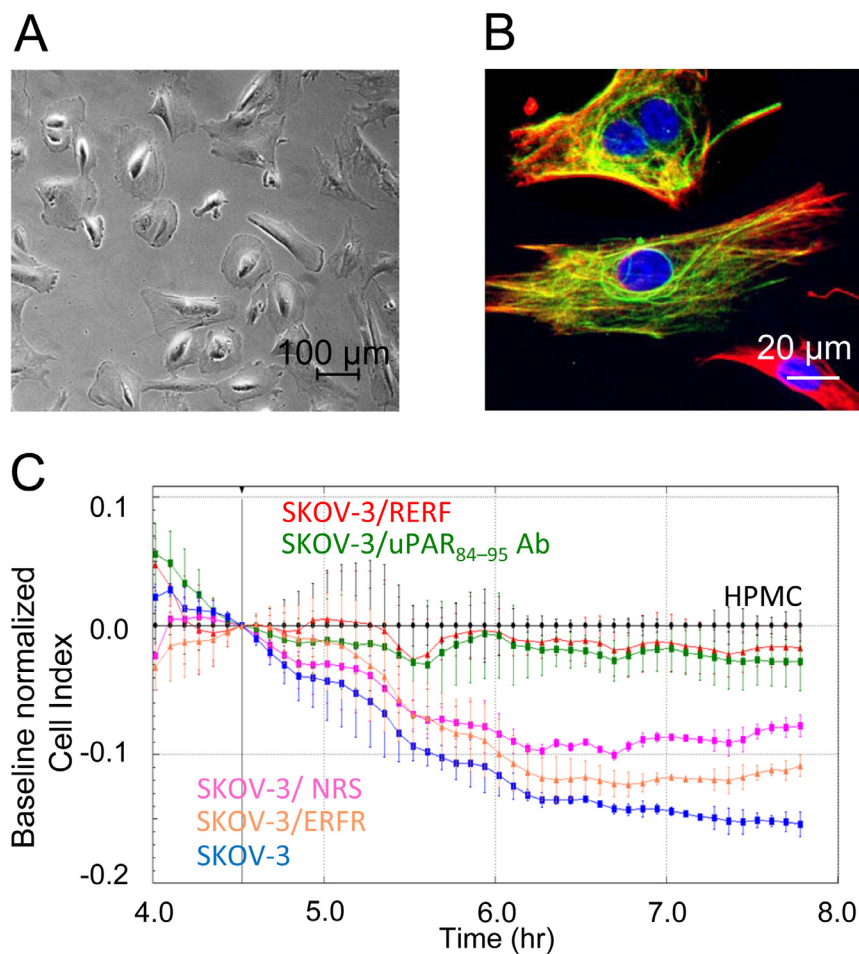 A
B
100 µm
20 µm
C
Baseline normalized
Cell Index
0.1
0.0
-0.1
-0.2
SKOV-3/RERF
SKOV-3/uPAR84–95 Ab
HPMC
SKOV-3/ NRS
SKOV-3/ERFR
SKOV-3
4.0 5.0 6.0 7.0 8.0
Time (hr)